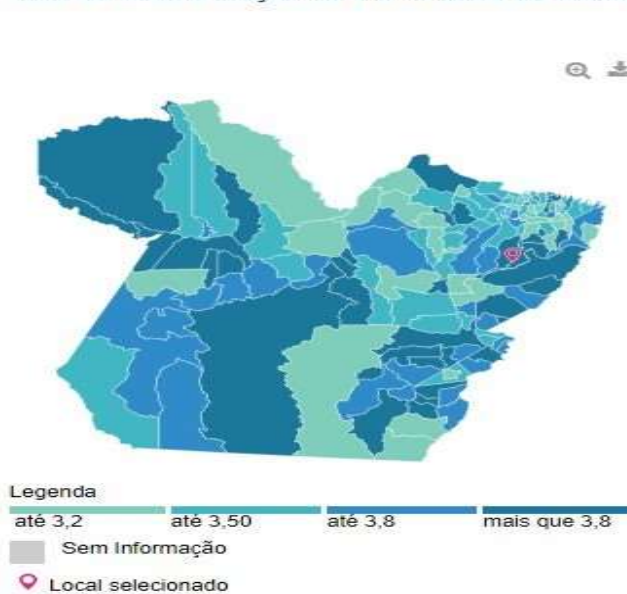 Legenda
até 3,2 até 3,50 até 3,8 mais que 3,8
Sem Informação
Local selecionado